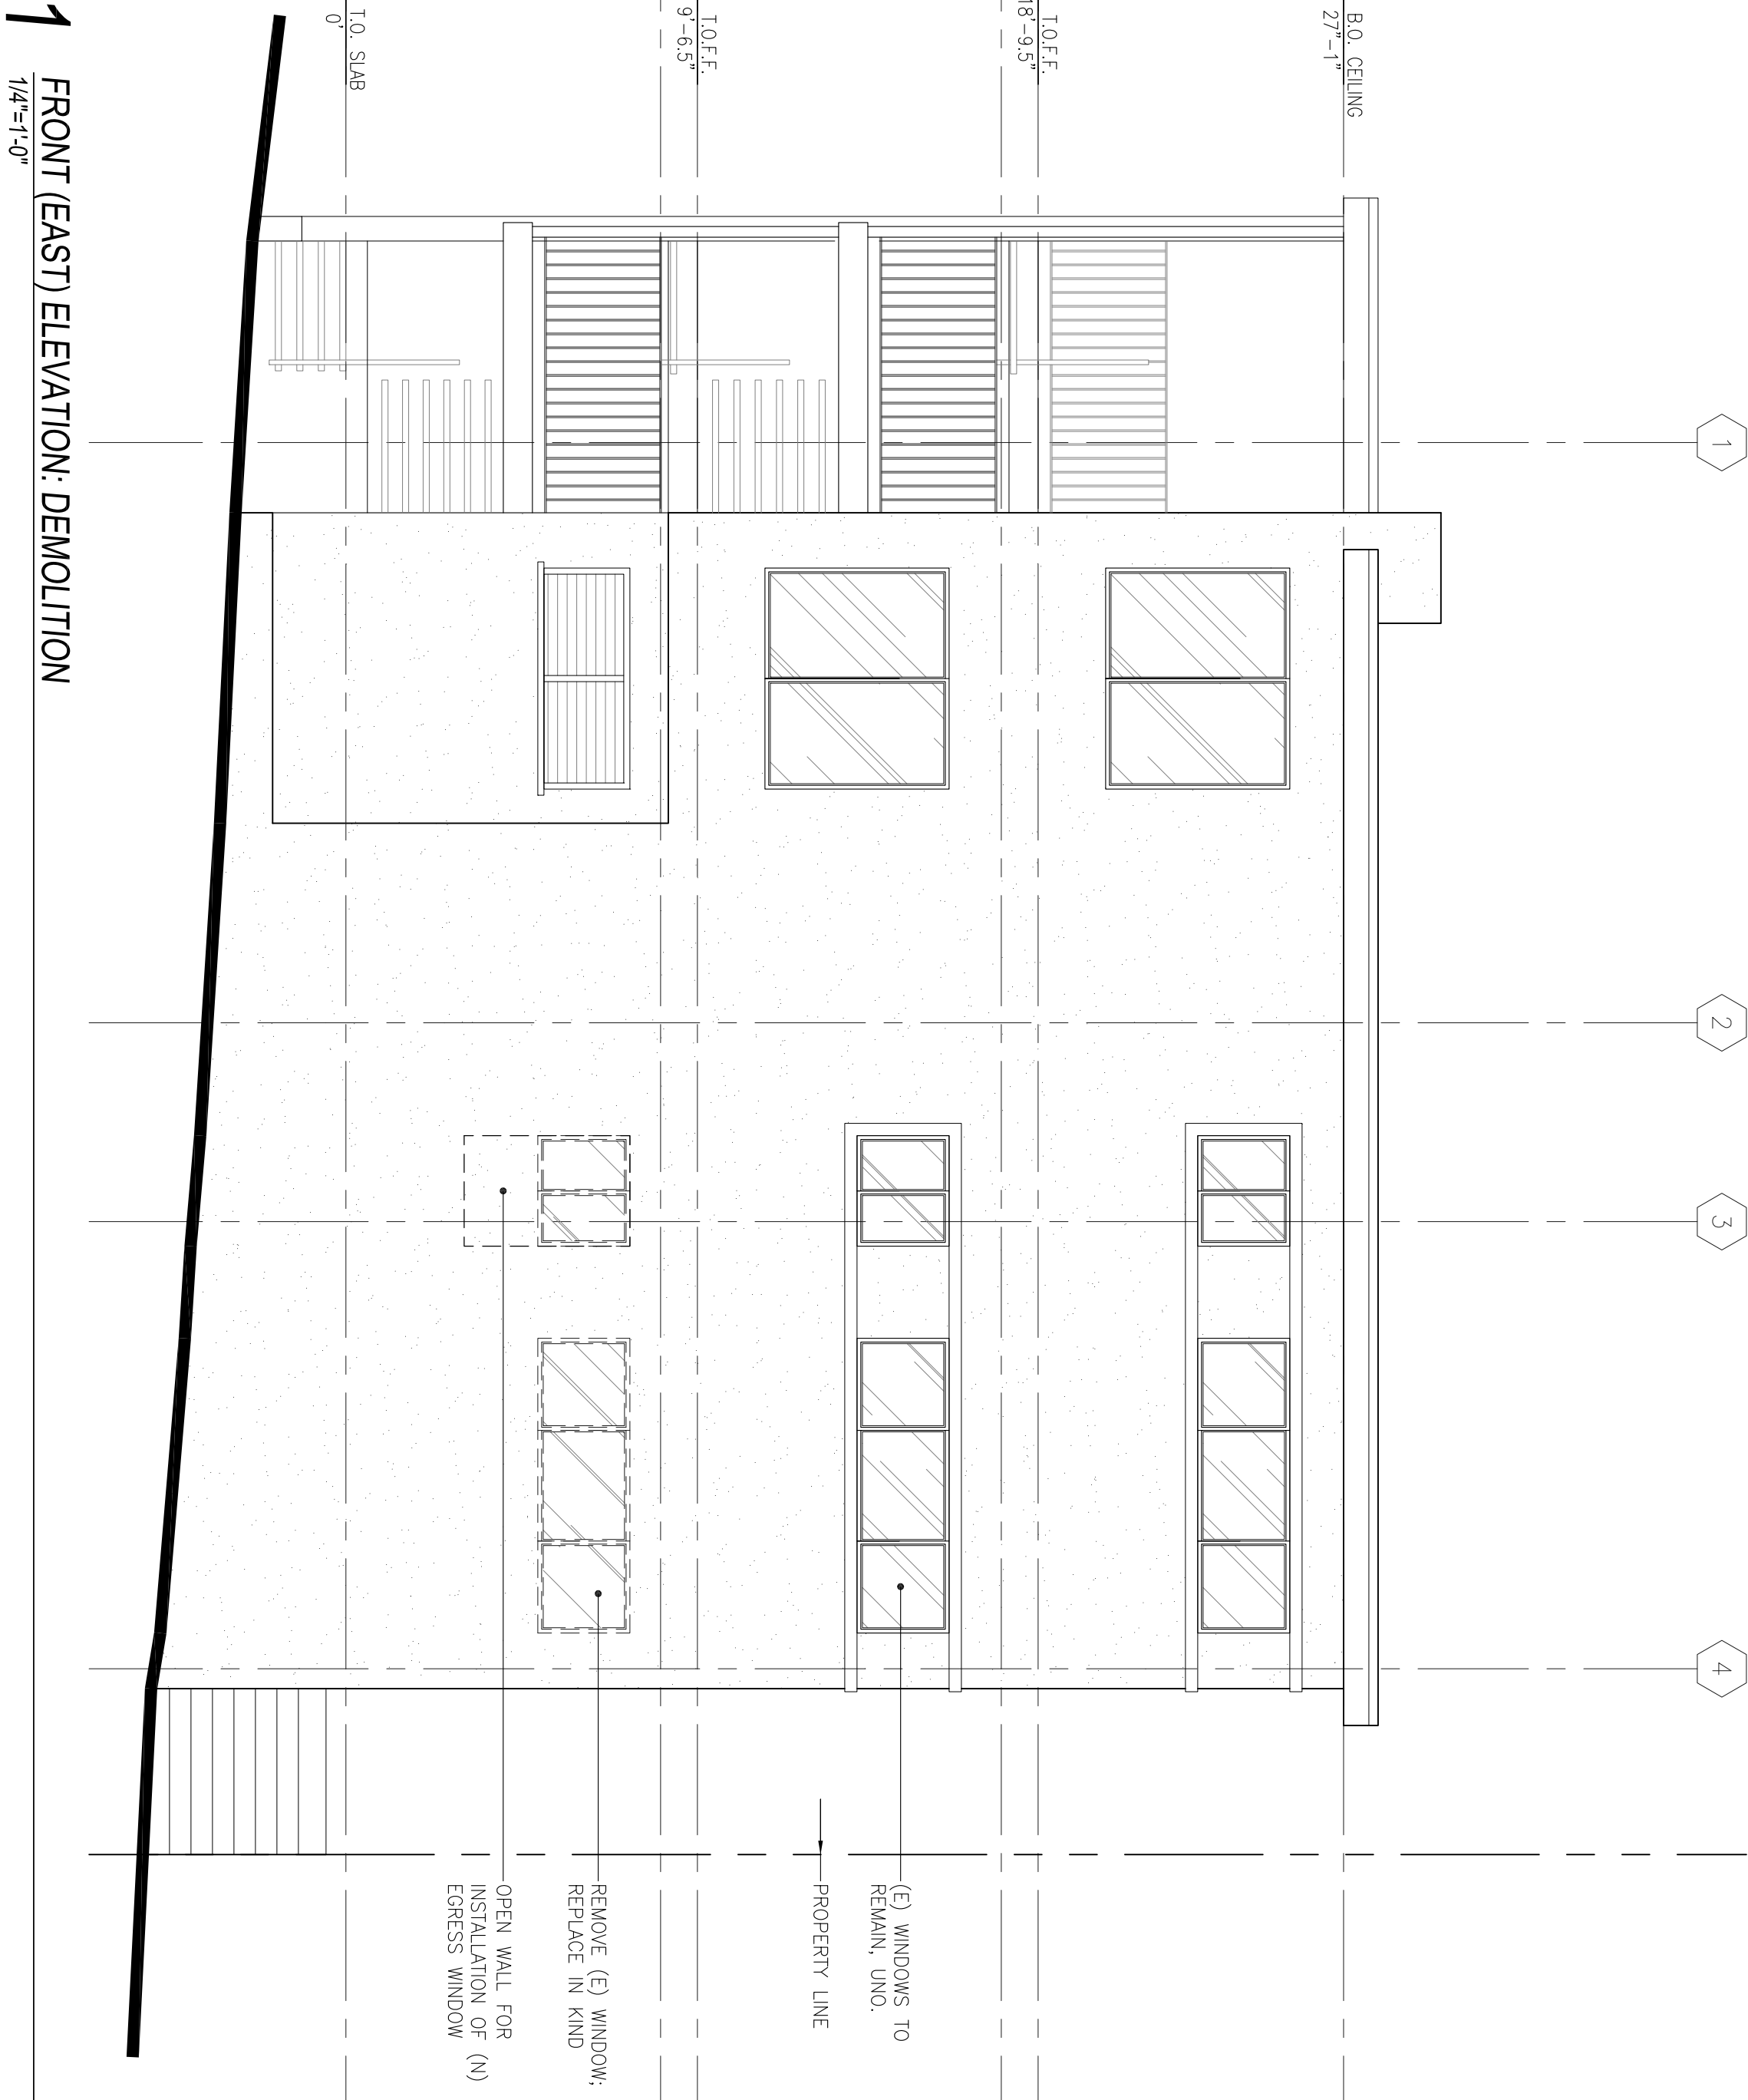 1
2
3
4
B.O. CEILING
27"-1"
T.O.F.F.
18'-9.5"
T.O.F.F.
9'-6.5"
T.O. SLAB
0'
(E) WINDOWS TO
REMAIN, UNO.
PROPERTY LINE
REMOVE (E) WINDOW;
REPLACE IN KIND
OPEN WALL FOR
INSTALLATION OF (N)
EGRESS WINDOW
1
FRONT (EAST) ELEVATION: DEMOLITION
1/4"=1'-0"